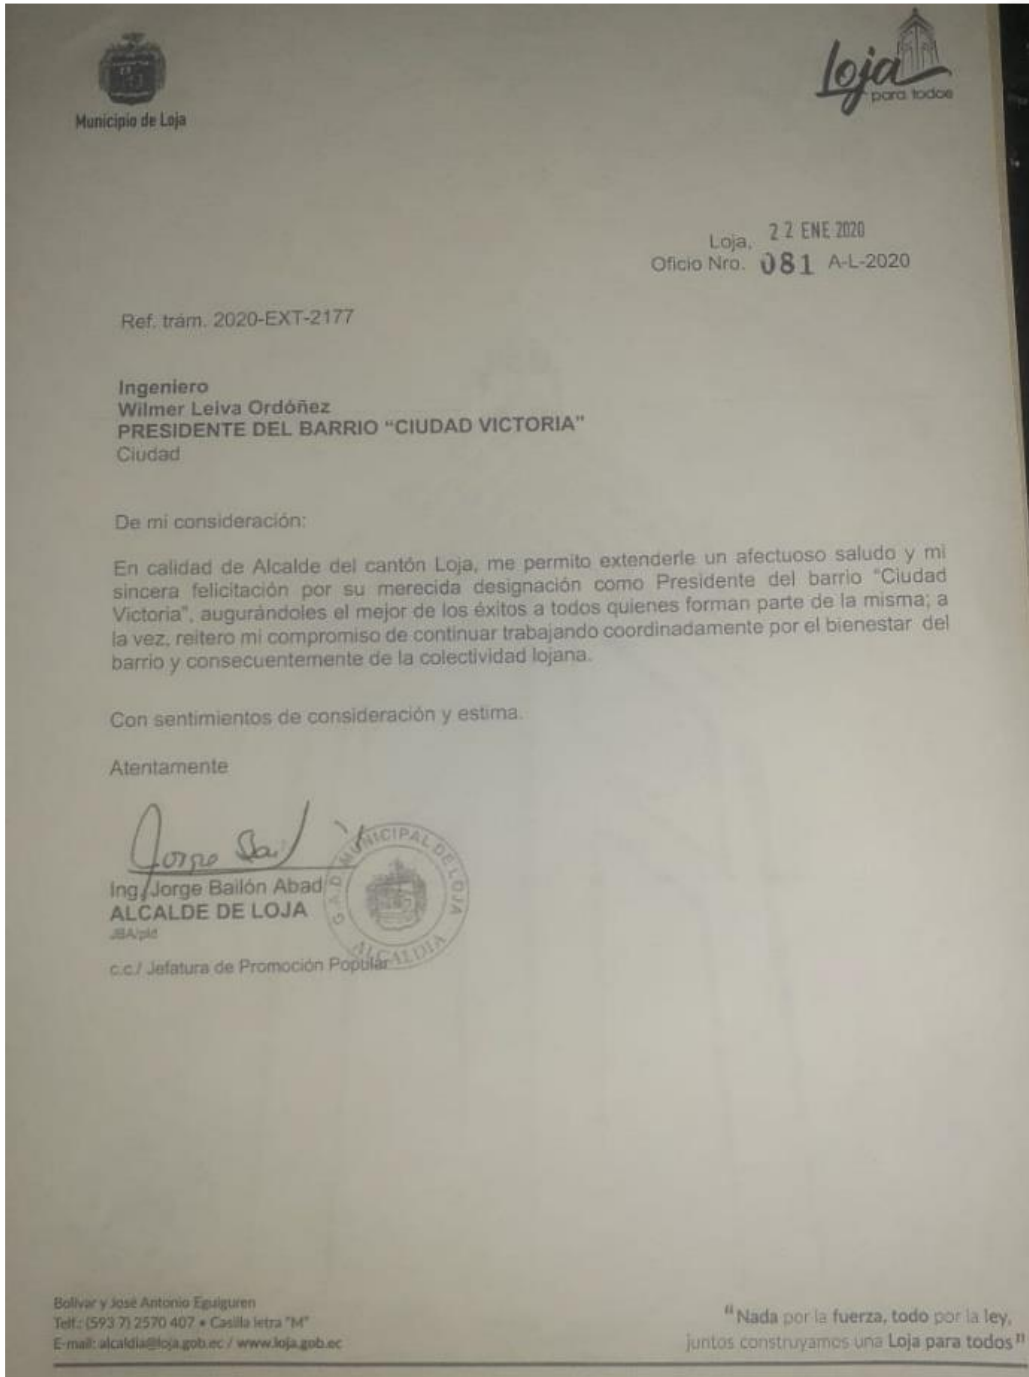 Municipio de Loja
Loja
para todos
Loja, 22 ENE 2020
Oficio Nro. 081 A-L-2020
Ref. trám. 2020-EXT-2177
Ingeniero
Wilmer Leiva Ordóñez
PRESIDENTE DEL BARRIO “CIUDAD VICTORIA”
Ciudad
De mi consideración:
En calidad de Alcalde del cantón Loja, me permito extenderle un afectuoso saludo y mi
sincera felicitación por su merecida designación como Presidente del barrio “Ciudad
Victoria”, augurándoles el mejor de los éxitos a todos quienes forman parte de la misma; a
la vez, reitero mi compromiso de continuar trabajando coordinadamente por el bienestar del
barrio y consecuentemente de la colectividad lojana.
Con sentimientos de consideración y estima.
Atentamente
Jorge Bai
G.A.D. MUNICIPAL DE LOJA
ALCALDIA
Ing. Jorge Bailón Abad
ALCALDE DE LOJA
JBA/pld
c.c./ Jefatura de Promoción Popular
Bolívar y José Antonio Eguiguren
Telf.: (593 7) 2570 407 • Casilla letra "M"
E-mail: alcaldia@loja.gob.ec / www.loja.gob.ec
"Nada por la fuerza, todo por la ley,
juntos construyamos una Loja para todos"